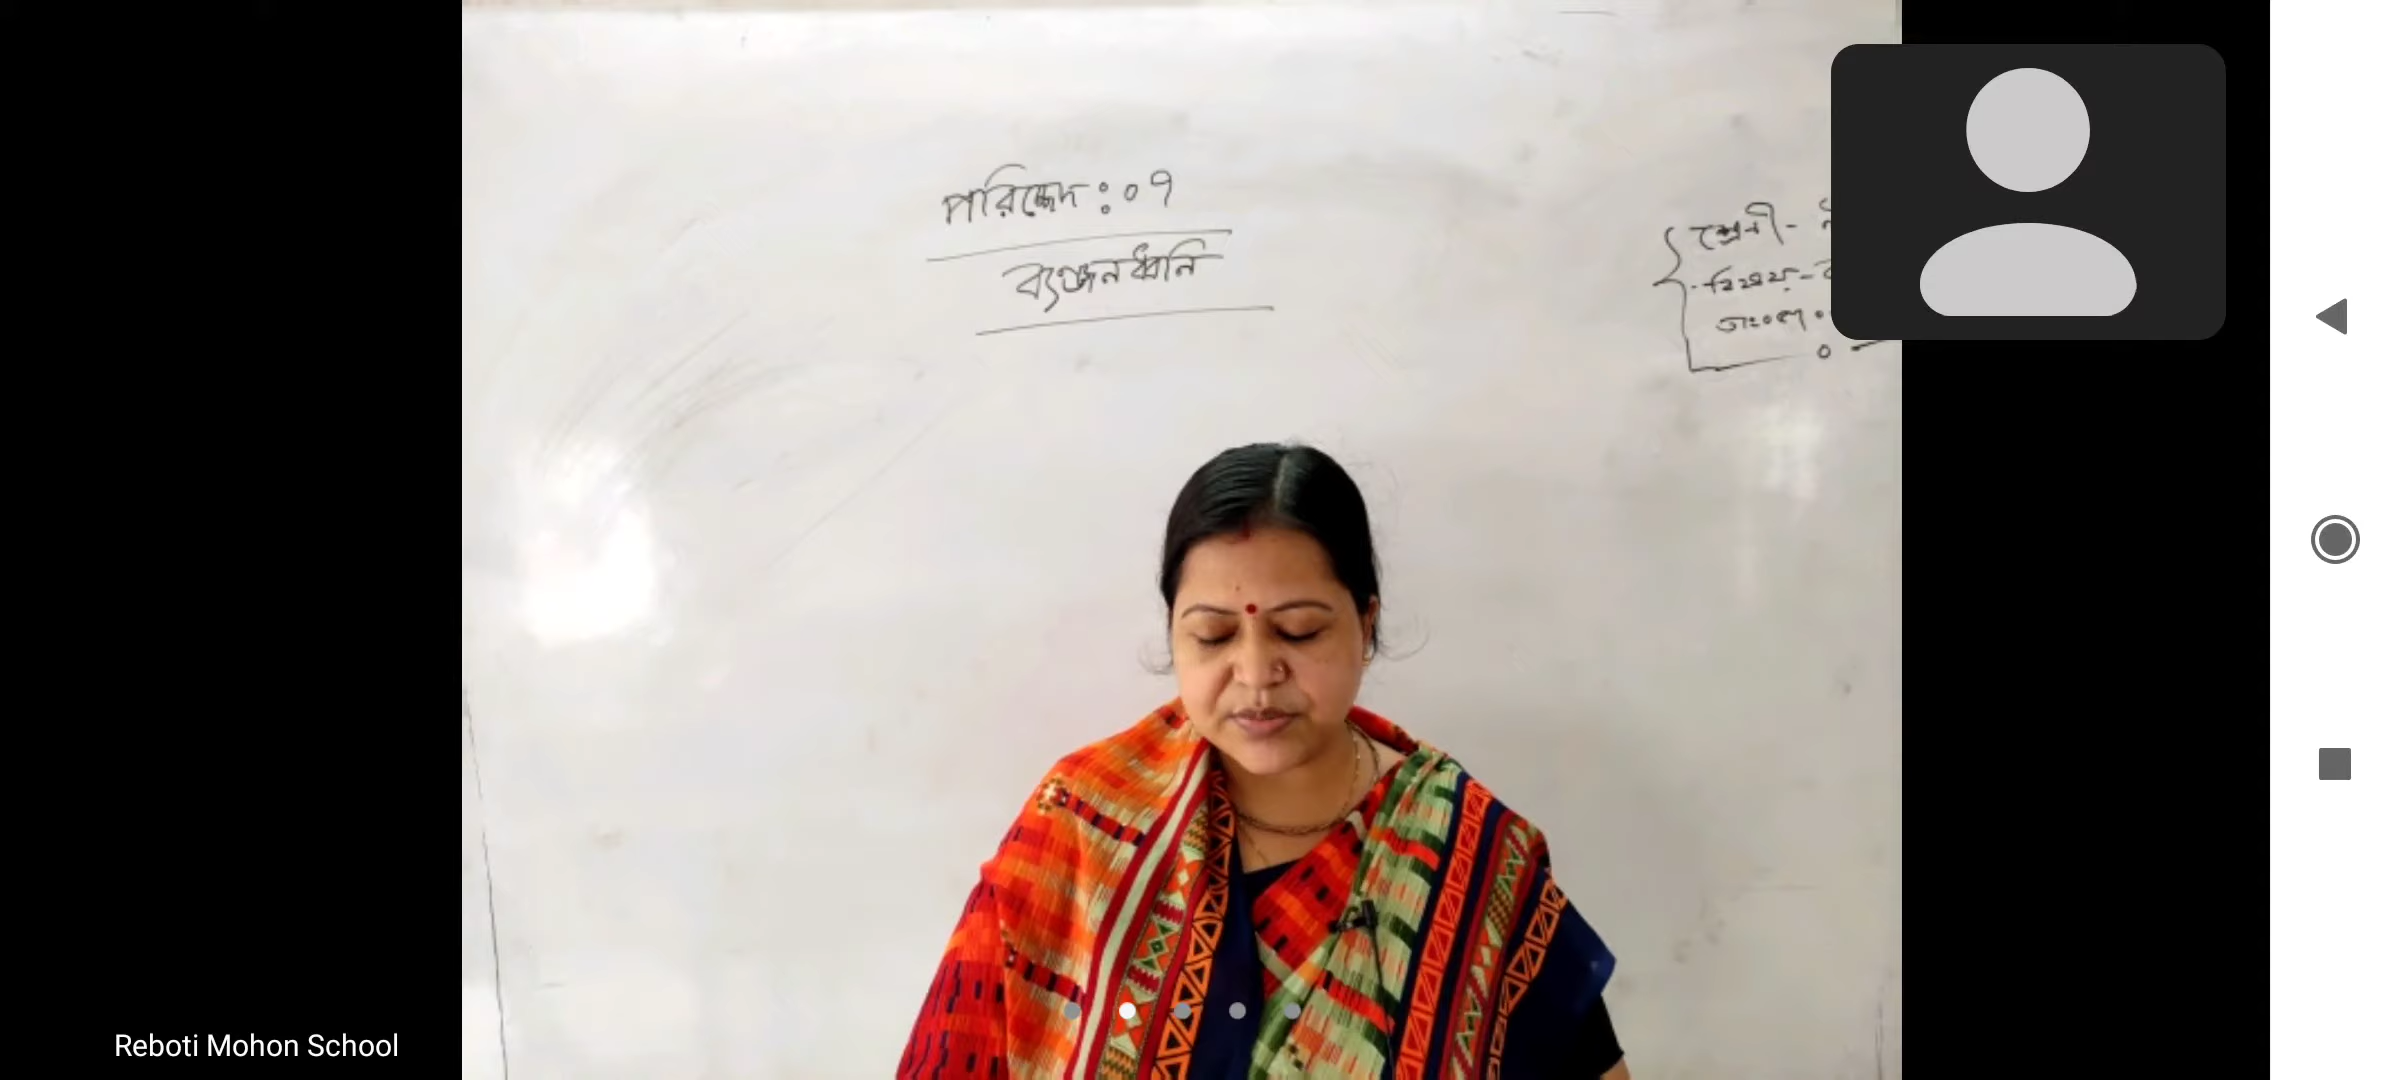 পরিচ্ছেদ : ০৭
ব্যঞ্জনধ্বনি
শ্রেণী -
বিষয় -
Reboti Mohon School